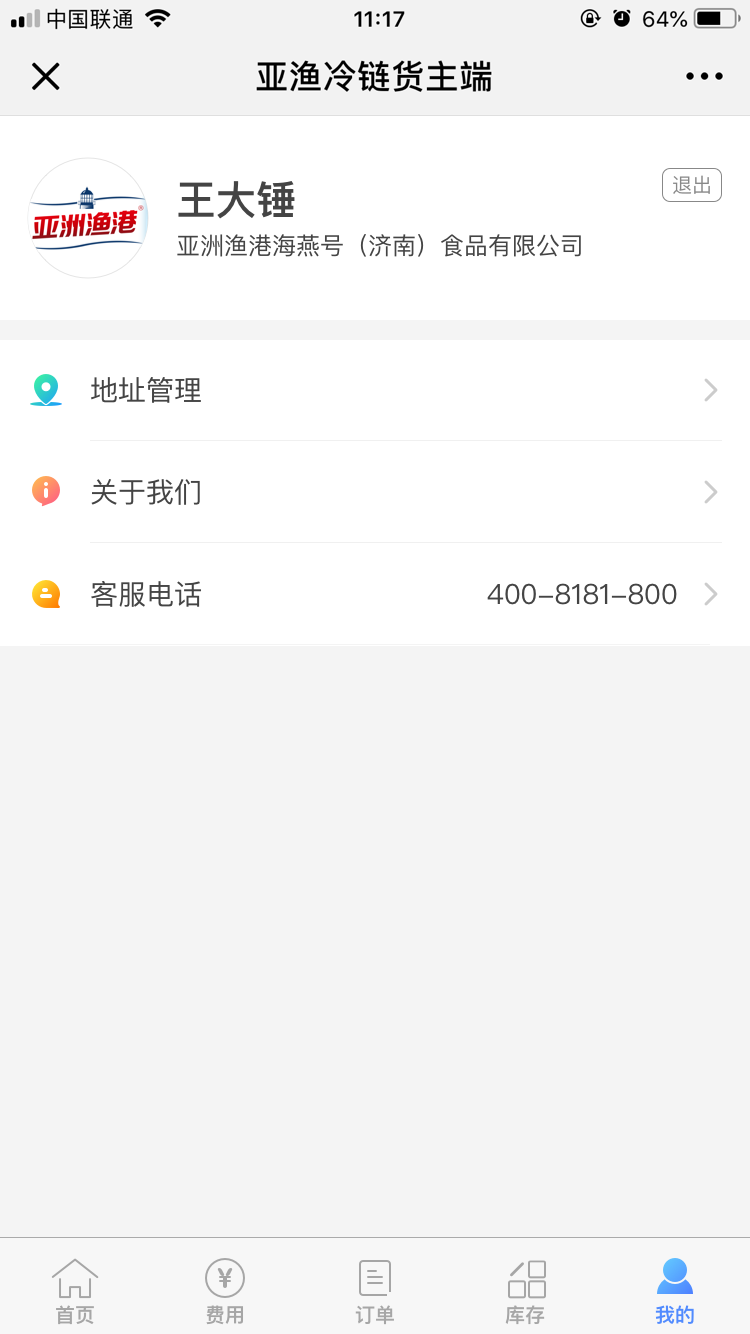 中国联通
11:17
64%
亚渔冷链货主端
亚洲渔港®
王大锤
退出
亚洲渔港海燕号（济南）食品有限公司
地址管理
关于我们
客服电话
400-8181-800
首页
¥
费用
订单
库存
我的